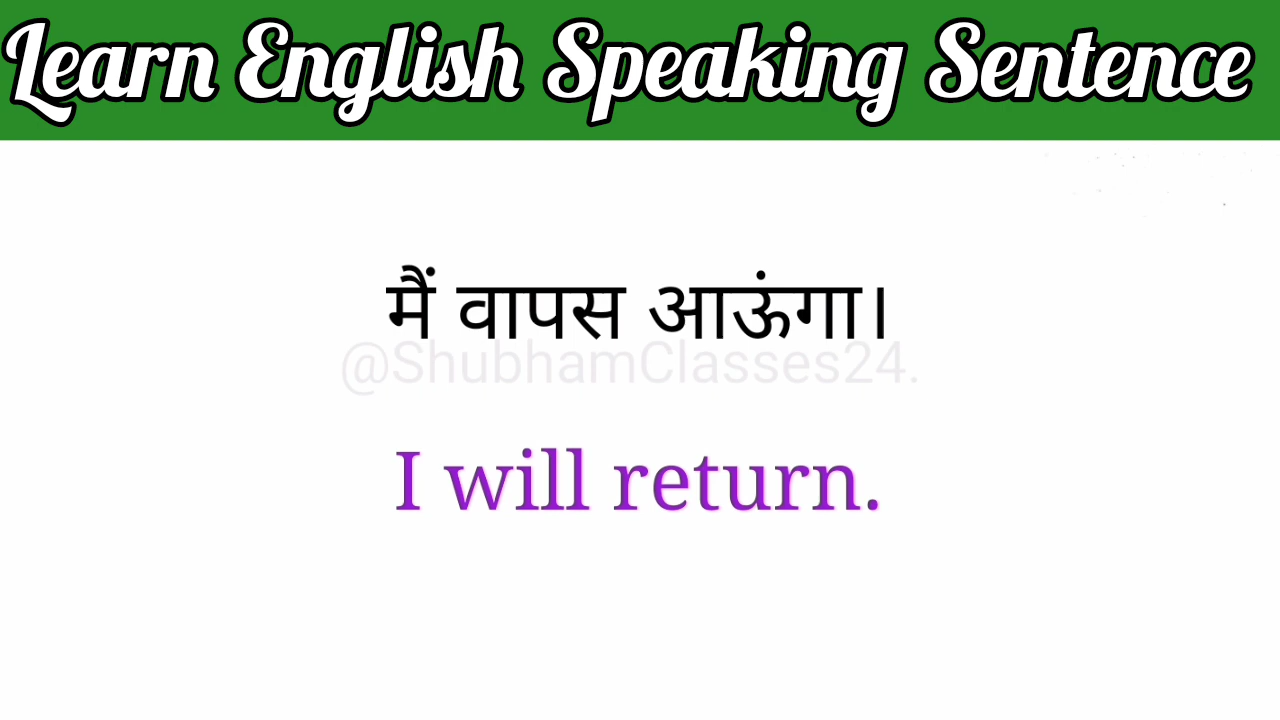 Learn English Speaking Sentence
मैं वापस आऊंगा।
@ShubhamClasses24.
I will return.